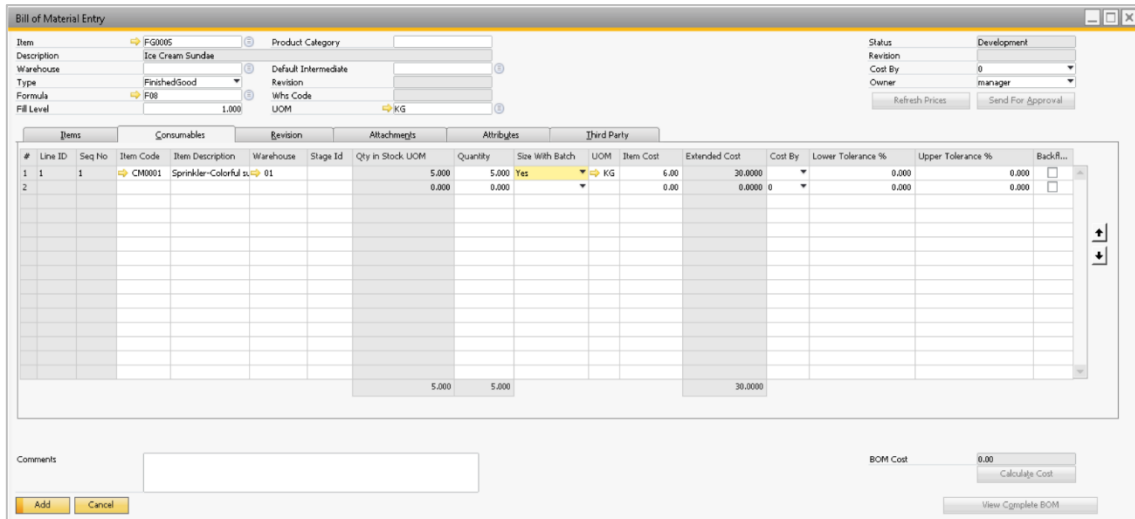 Bill of Material Entry
Item FG0005 Product Category Status Development
Description Ice Cream Sundae Revision
Warehouse Default Intermediate Cost By 0
Type FinishedGood Revision Owner manager
Formula F08 Whs Code Refresh Prices Send For Approval
Fill Level 1.000 UOM KG
Items Consumables Revision Attachments Attributes Third Party
# Line ID Seq No Item Code Item Description Warehouse Stage Id Qty in Stock UOM Quantity Size With Batch UOM Item Cost Extended Cost Cost By Lower Tolerance % Upper Tolerance % Backfl...
1 1 1 CM0001 Sprinkler-Colorful su 01 5.000 5.000 Yes KG 6.00 30.0000 0.000 0.000
2 0.000 0.000 0.00 0.0000 0 0.000 0.000
5.000 5.000 30.0000
Comments BOM Cost 0.00
Calculate Cost
Add Cancel View Complete BOM